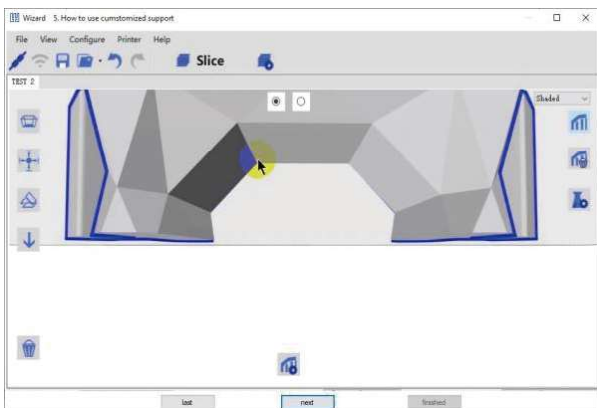 Wizard 5. How to use cumstomized support
File View Configure Printer Help
Slice
TEST 2
Shaded
last next finished